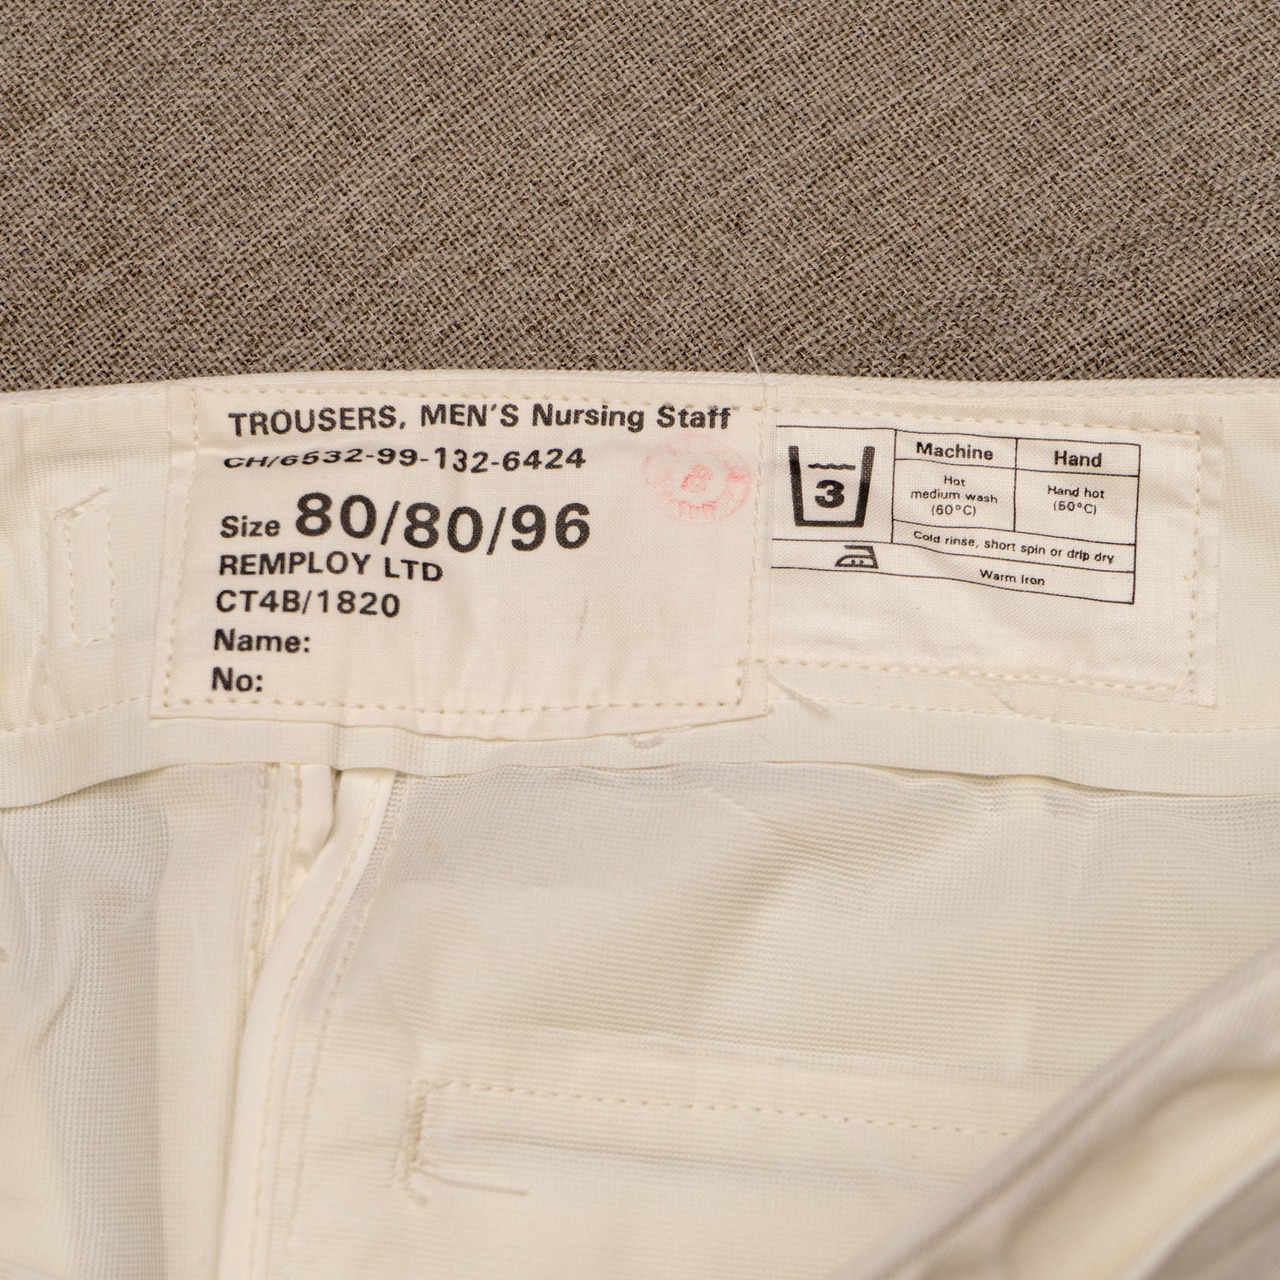 TROUSERS, MEN'S Nursing Staff
CH/6532-99-132-6424
Size 80/80/96
REMPLOY LTD
CT4B/1820
Name:
No:
3
Machine
Hand
Hot
medium wash
(60°C)
Hand hot
(50°C)
Cold rinse, short spin or drip dry
Warm Iron